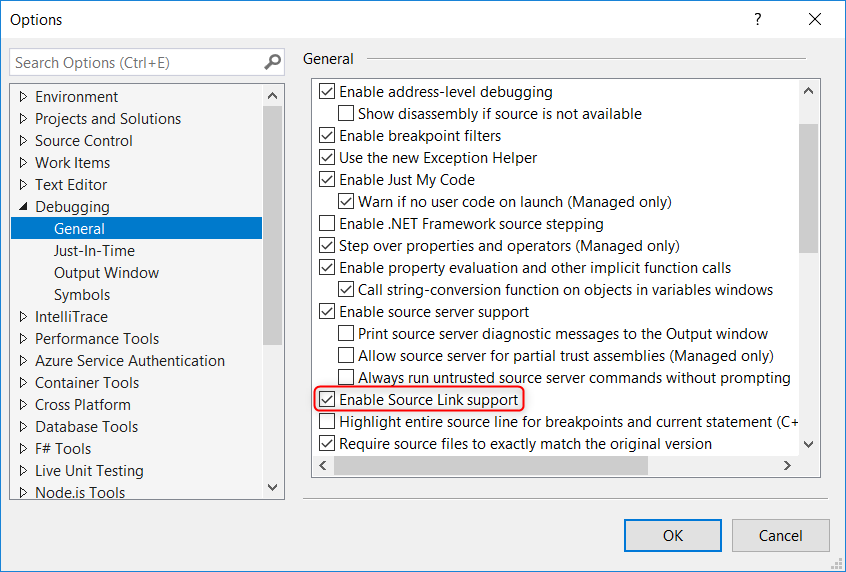 Options
?
Search Options (Ctrl+E)
Environment
Projects and Solutions
Source Control
Work Items
Text Editor
Debugging
General
Just-In-Time
Output Window
Symbols
IntelliTrace
Performance Tools
Azure Service Authentication
Container Tools
Cross Platform
Database Tools
F# Tools
Live Unit Testing
Node.js Tools
General
Enable address-level debugging
Show disassembly if source is not available
Enable breakpoint filters
Use the new Exception Helper
Enable Just My Code
Warn if no user code on launch (Managed only)
Enable .NET Framework source stepping
Step over properties and operators (Managed only)
Enable property evaluation and other implicit function calls
Call string-conversion function on objects in variables windows
Enable source server support
Print source server diagnostic messages to the Output window
Allow source server for partial trust assemblies (Managed only)
Always run untrusted source server commands without prompting
Enable Source Link support
Highlight entire source line for breakpoints and current statement (C+
Require source files to exactly match the original version
OK
Cancel